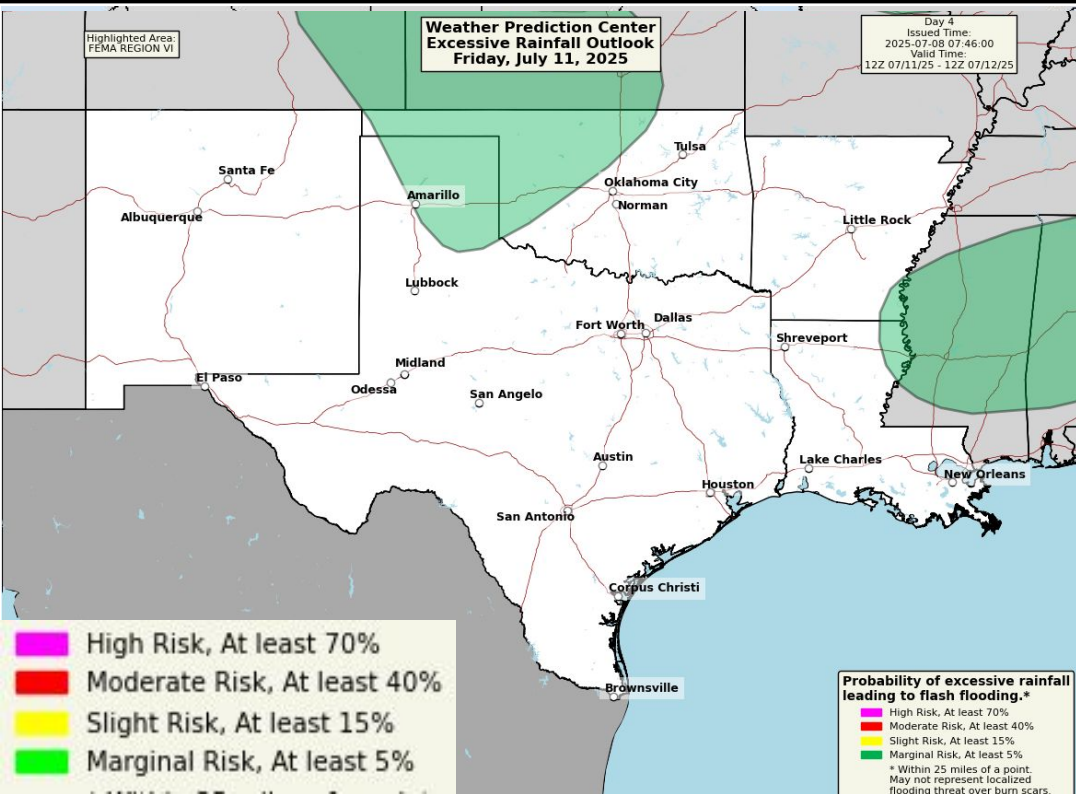 Highlighted Area:
FEMA REGION VI
Weather Prediction Center
Excessive Rainfall Outlook
Friday, July 11, 2025
Day 4
Issued Time:
2025-07-08 07:46:00
Valid Time:
12Z 07/11/25 - 12Z 07/12/25
Tulsa
Santa Fe
Oklahoma City
Amarillo
Norman
Albuquerque
Little Rock
Lubbock
Dallas
Fort Worth
Shreveport
Midland
El Paso
Odessa
San Angelo
Austin
Lake Charles
New Orleans
Houston
San Antonio
Corpus Christi
Brownsville
High Risk, At least 70%
Moderate Risk, At least 40%
Slight Risk, At least 15%
Marginal Risk, At least 5%
Probability of excessive rainfall
leading to flash flooding.*
High Risk, At least 70%
Moderate Risk, At least 40%
Slight Risk, At least 15%
Marginal Risk, At least 5%
* Within 25 miles of a point.
May not represent localized
flooding threat over burn scars.